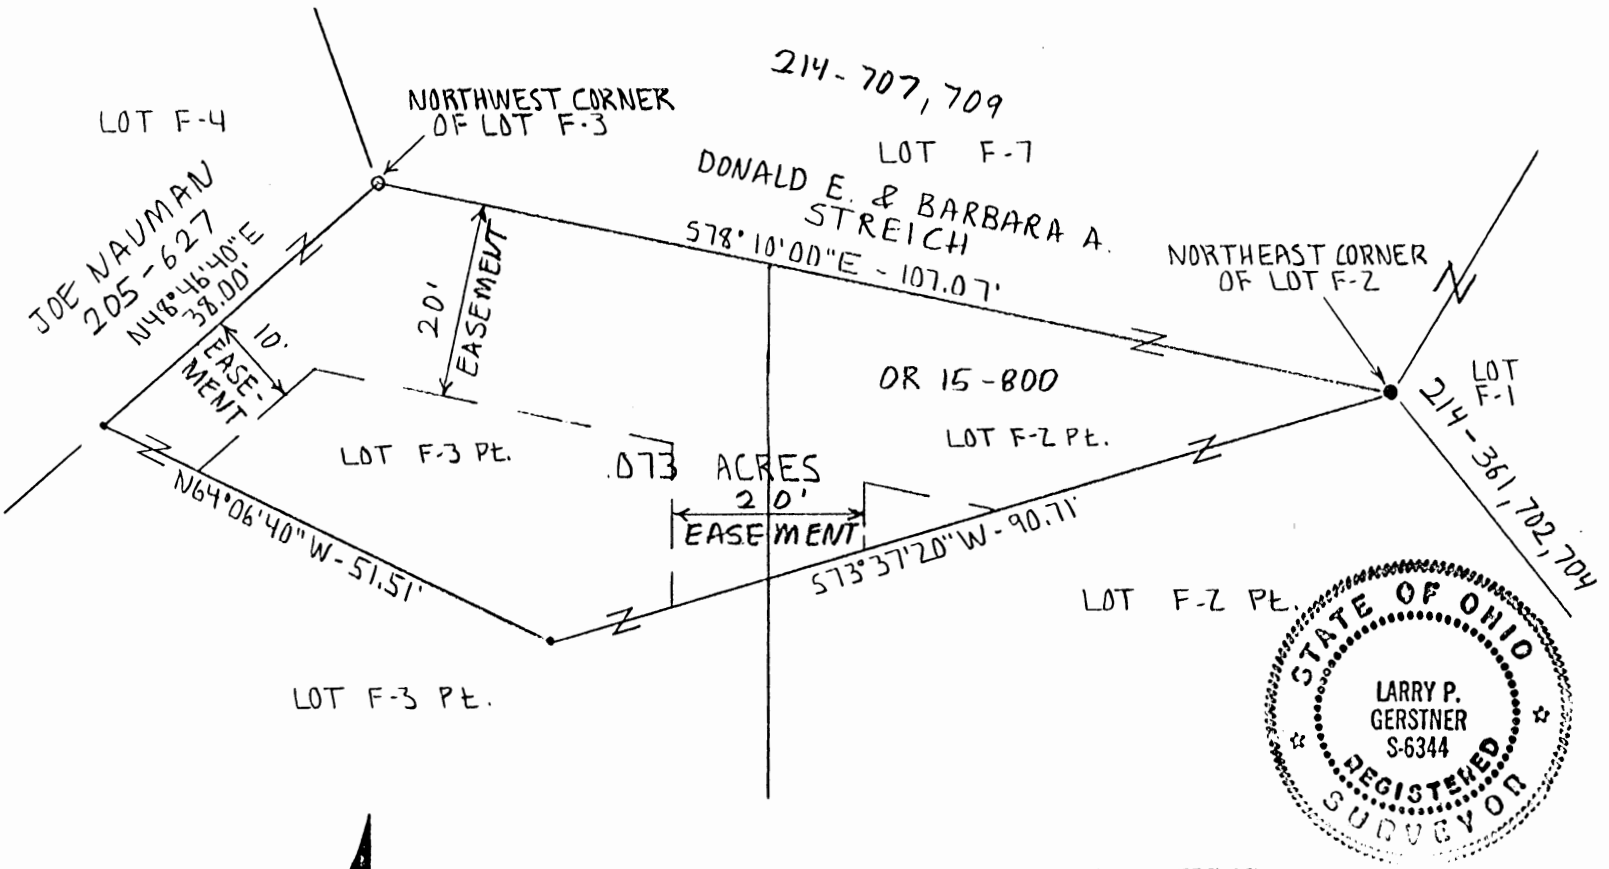 214-707, 709
LOT F-4
NORTHWEST CORNER
OF LOT F-3
LOT F-7
DONALD E. & BARBARA A.
STREICH
S78°10'00"E - 107.07'
JOE NAUMAN
205-627
N48°46'40"E
38.00'
10'
EASE-
MENT
20'
EASEMENT
NORTHEAST CORNER
OF LOT F-2
LOT
F-1
214-361, 702, 704
OR 15-800
LOT F-2 Pt.
LOT F-3 Pt.
.073 ACRES
20'
EASEMENT
N64°06'40"W - 51.51'
S73°37'20"W - 90.71'
LOT F-2 Pt.
LOT F-3 Pt.
STATE OF OHIO
LARRY P.
GERSTNER
S-6344
REGISTERED
SURVEYOR